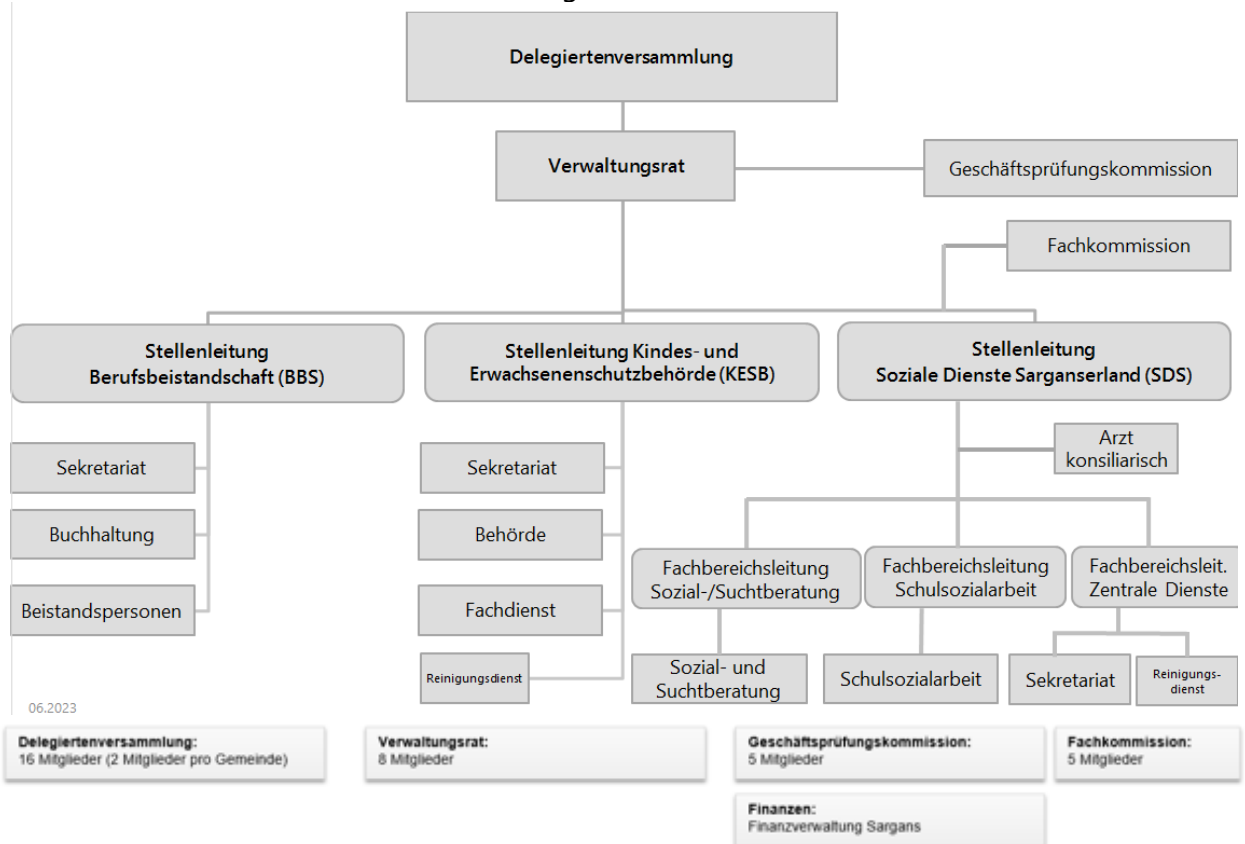 Delegiertenversammlung
Verwaltungsrat
Geschäftsprüfungskommission
Fachkommission
Stellenleitung
Berufsbeistandschaft (BBS)
Stellenleitung Kindes- und
Erwachsenenschutzbehörde (KESB)
Stellenleitung
Soziale Dienste Sarganserland (SDS)
Arzt
konsiliarisch
Sekretariat
Buchhaltung
Beistandspersonen
Sekretariat
Behörde
Fachdienst
Reinigungsdienst
Fachbereichsleitung
Sozial-/Suchtberatung
Fachbereichsleitung
Schulsozialarbeit
Fachbereichsleit.
Zentrale Dienste
Sozial- und
Suchtberatung
Schulsozialarbeit
Sekretariat
Reinigungs-
dienst
06.2023
Delegiertenversammlung:
16 Mitglieder (2 Mitglieder pro Gemeinde)
Verwaltungsrat:
8 Mitglieder
Geschäftsprüfungskommission:
5 Mitglieder
Fachkommission:
5 Mitglieder
Finanzen:
Finanzverwaltung Sargans